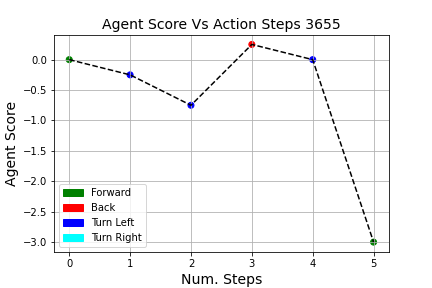 Agent Score Vs Action Steps 3655
Agent Score
0.0
−0.5
−1.0
−1.5
−2.0
−2.5
−3.0
Forward
Back
Turn Left
Turn Right
0 1 2 3 4 5
Num. Steps